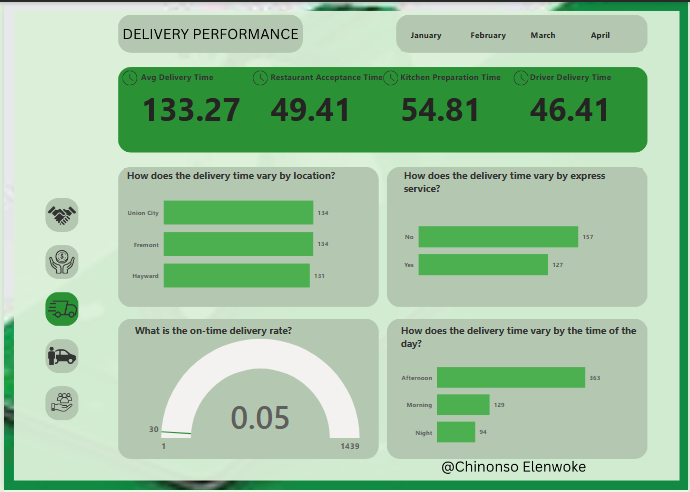 DELIVERY PERFORMANCE
January February March April
Avg Delivery Time Restaurant Acceptance Time Kitchen Preparation Time Driver Delivery Time
133.27 49.41 54.81 46.41
How does the delivery time vary by location?
Union City 134
Fremont 134
Hayward 131
How does the delivery time vary by express
service?
No 157
Yes 127
What is the on-time delivery rate?
0.05
30
1 1439
How does the delivery time vary by the time of the
day?
Afternoon 363
Morning 129
Night 94
@Chinonso Elenwoke